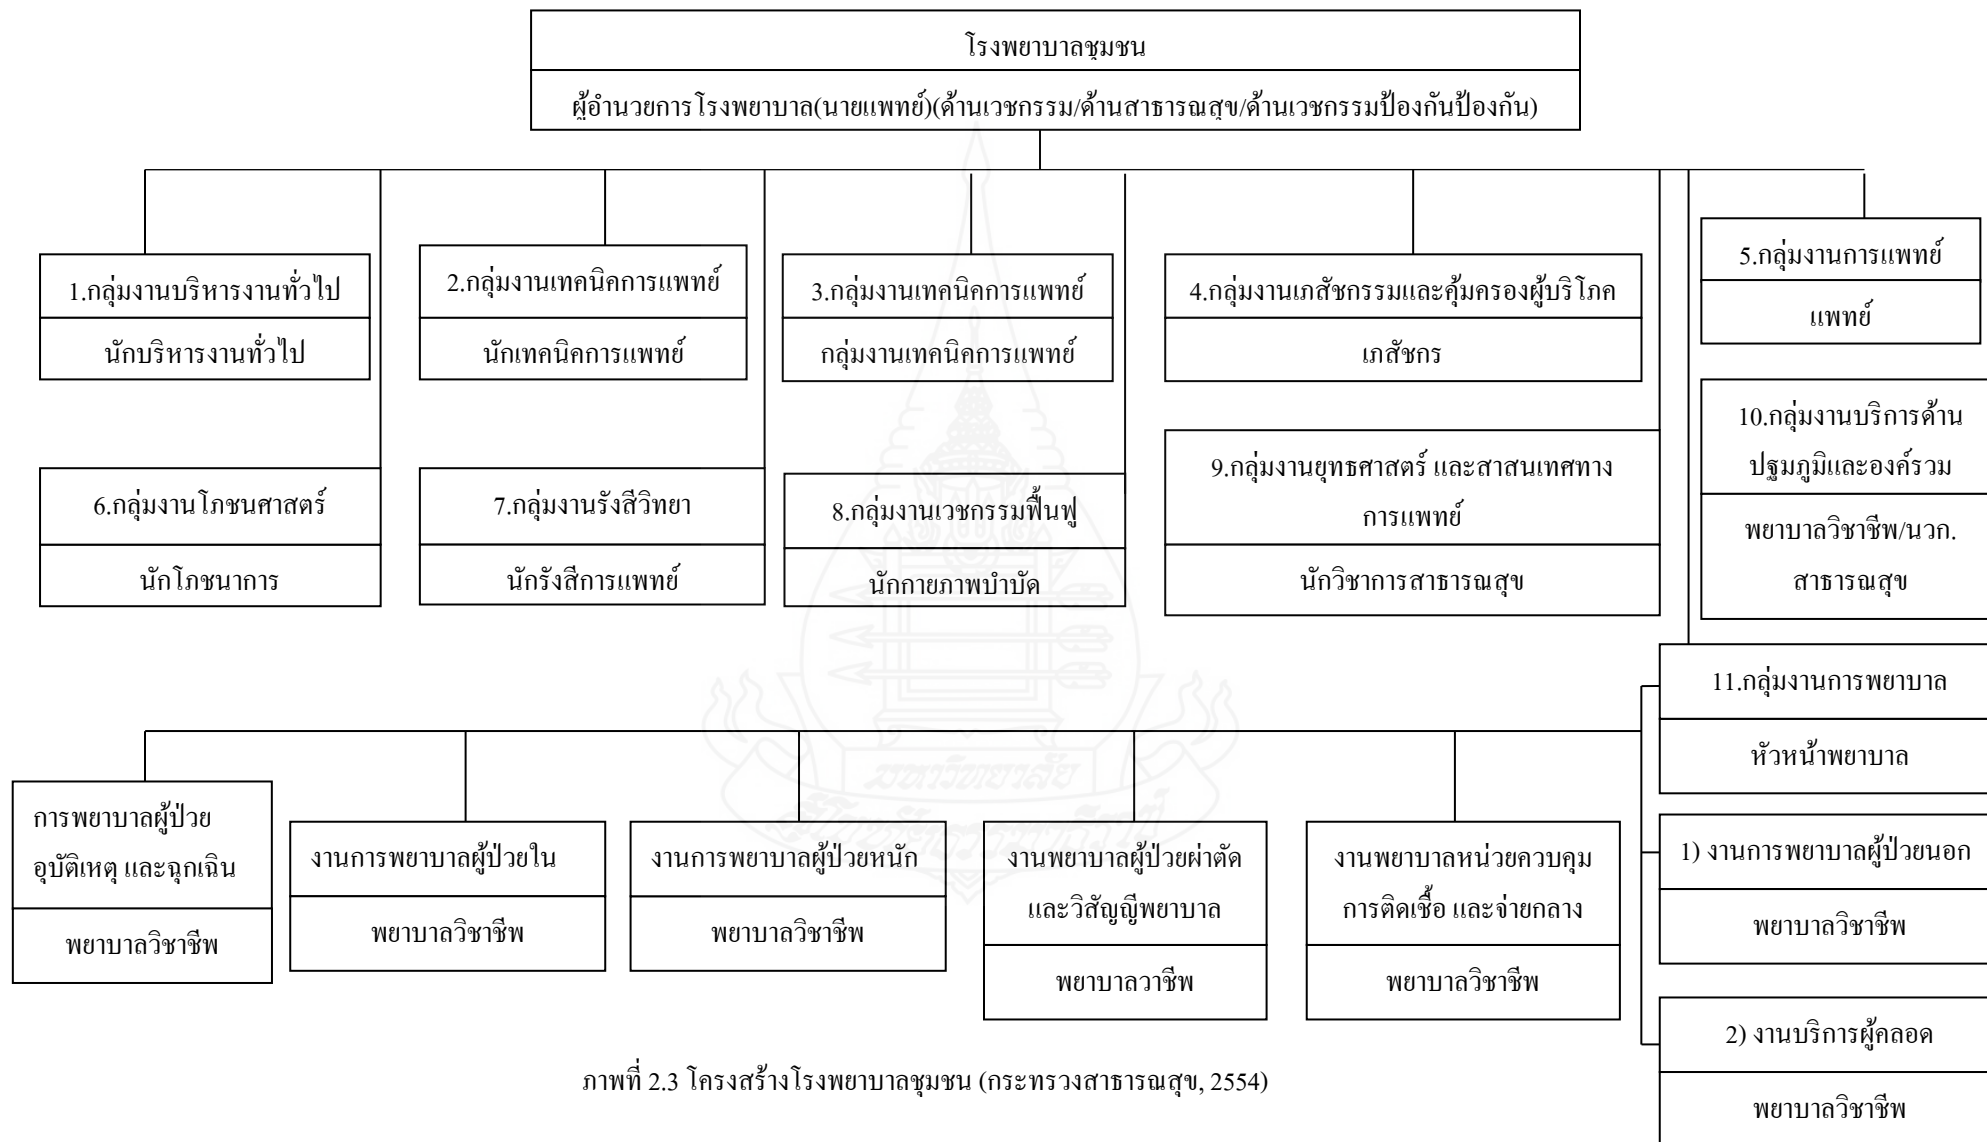 โรงพยาบาลชุมชน
ผู้อำนวยการโรงพยาบาล(นายแพทย์)(ด้านเวชกรรม/ด้านสาธารณสุข/ด้านเวชกรรมป้องกันป้องกัน)
1.กลุ่มงานบริหารงานทั่วไป
นักบริหารงานทั่วไป
2.กลุ่มงานเทคนิคการแพทย์
นักเทคนิคการแพทย์
3.กลุ่มงานเทคนิคการแพทย์
กลุ่มงานเทคนิคการแพทย์
4.กลุ่มงานเภสัชกรรมและคุ้มครองผู้บริโภค
เภสัชกร
5.กลุ่มงานการแพทย์
แพทย์
6.กลุ่มงานโภชนศาสตร์
นักโภชนาการ
7.กลุ่มงานรังสีวิทยา
นักรังสีการแพทย์
8.กลุ่มงานเวชกรรมฟื้นฟู
นักกายภาพบำบัด
9.กลุ่มงานยุทธศาสตร์ และสาสนเทศทาง
การแพทย์
นักวิชาการสาธารณสุข
10.กลุ่มงานบริการด้าน
ปฐมภูมิและองค์รวม
พยาบาลวิชาชีพ/นวก.
สาธารณสุข
11.กลุ่มงานการพยาบาล
หัวหน้าพยาบาล
การพยาบาลผู้ป่วย
อุบัติเหตุ และฉุกเฉิน
พยาบาลวิชาชีพ
งานการพยาบาลผู้ป่วยใน
พยาบาลวิชาชีพ
งานการพยาบาลผู้ป่วยหนัก
พยาบาลวิชาชีพ
งานพยาบาลผู้ป่วยผ่าตัด
และวิสัญญีพยาบาล
พยาบาลวาชีพ
งานพยาบาลหน่วยควบคุม
การติดเชื้อ และจ่ายกลาง
พยาบาลวิชาชีพ
1) งานการพยาบาลผู้ป่วยนอก
พยาบาลวิชาชีพ
2) งานบริการผู้คลอด
พยาบาลวิชาชีพ
ภาพที่ 2.3 โครงสร้างโรงพยาบาลชุมชน (กระทรวงสาธารณสุข, 2554)
มหาวิทยาลัย
สุโขทัยธรรมาธิราช